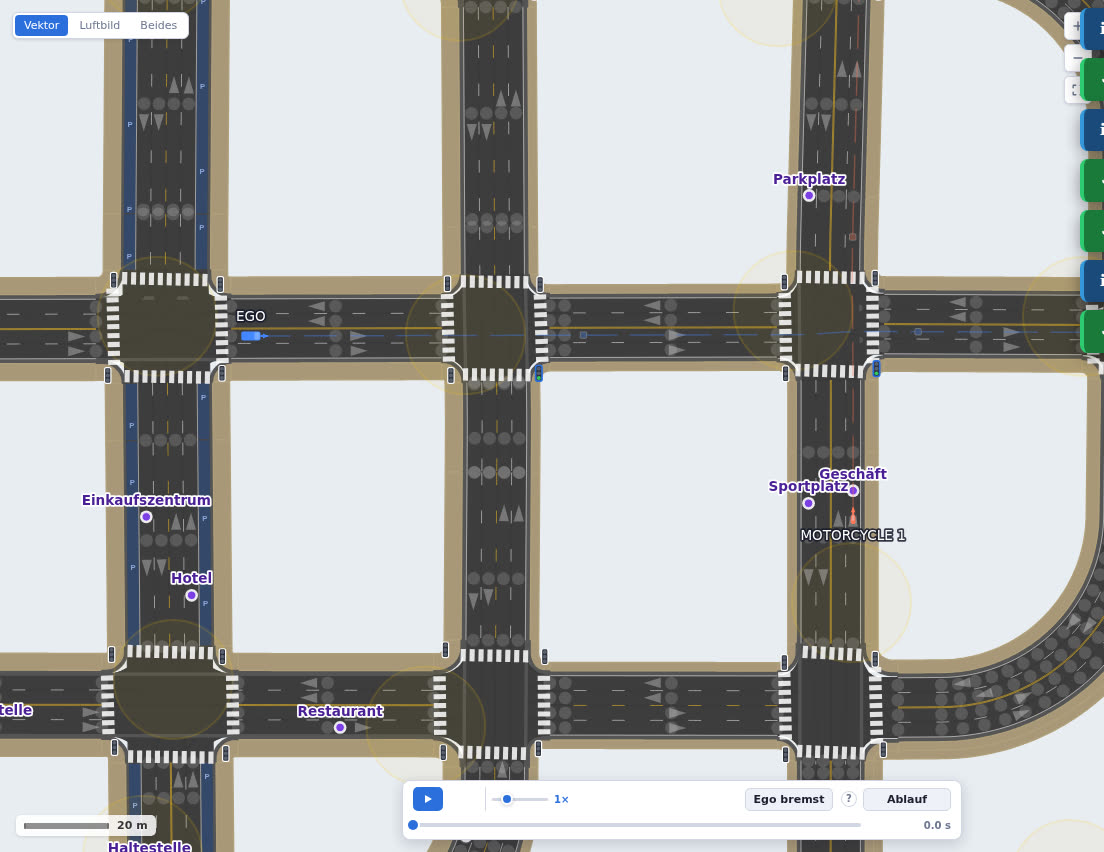 Vektor Luftbild Beides
Parkplatz
EGO
Geschäft
Sportplatz
Einkaufszentrum
MOTORCYCLE 1
Hotel
telle
Restaurant
1×
Ego bremst
?
Ablauf
20 m
0.0 s
Haltestelle